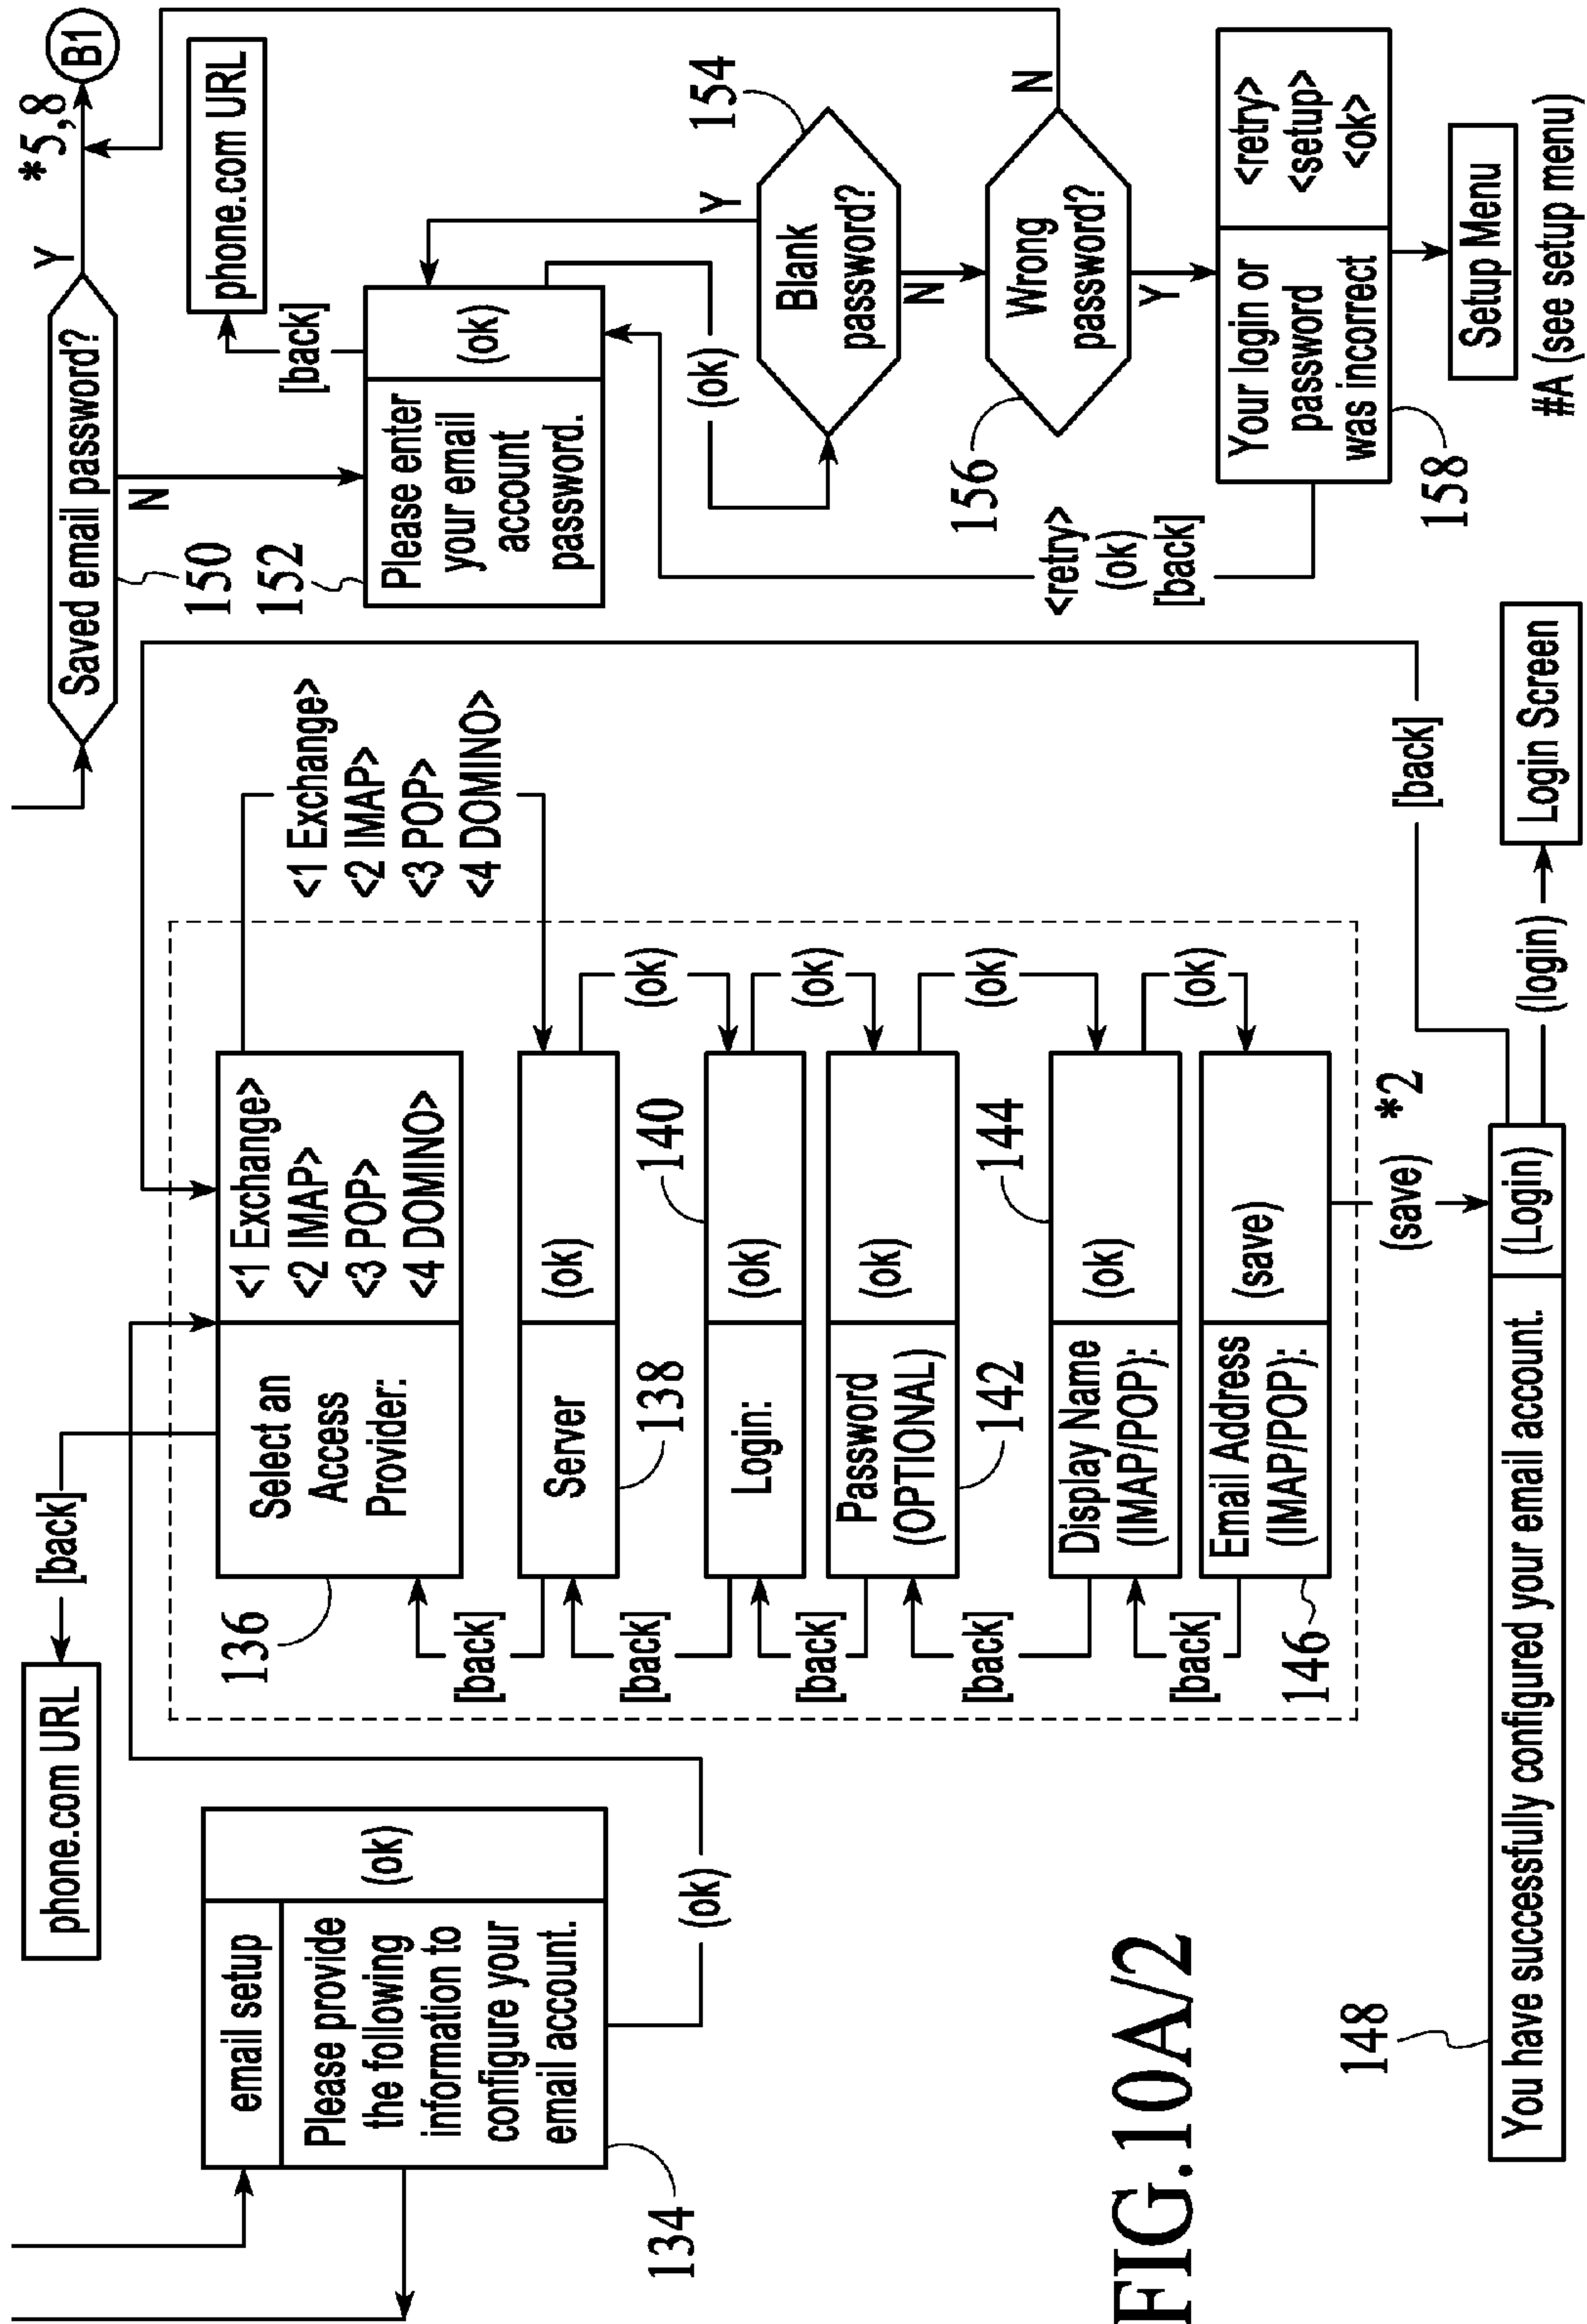 email setup
Please provide
the following
information to
configure your
email account.
(ok)
134
(ok)
phone.com URL
[back]
Select an
Access
Provider:
<1 Exchange>
<2 IMAP>
<3 POP>
<4 DOMINO>
136
<1 Exchange>
<2 IMAP>
<3 POP>
<4 DOMINO>
[back]
Server
(ok)
138
(ok)
[back]
Login:
(ok)
140
(ok)
[back]
Password
(OPTIONAL)
(ok)
142
(ok)
[back]
Display Name
(IMAP/POP):
(ok)
144
(ok)
[back]
Email Address
(IMAP/POP):
(save)
146
(save) *2
148
You have successfully configured your email account.
(Login)
(login)
Login Screen
[back]
Saved email password?
Y
*5,8
B1
150
N
152
Please enter
your email
account
password.
(ok)
[back]
phone.com URL
(ok)
Y
Blank
password?
154
N
Wrong
password?
156
N
Y
Your login or
password
was incorrect
<retry>
<setup>
<ok>
158
<retry>
(ok)
[back]
Setup Menu
#A (see setup menu)
FIG.10A/2